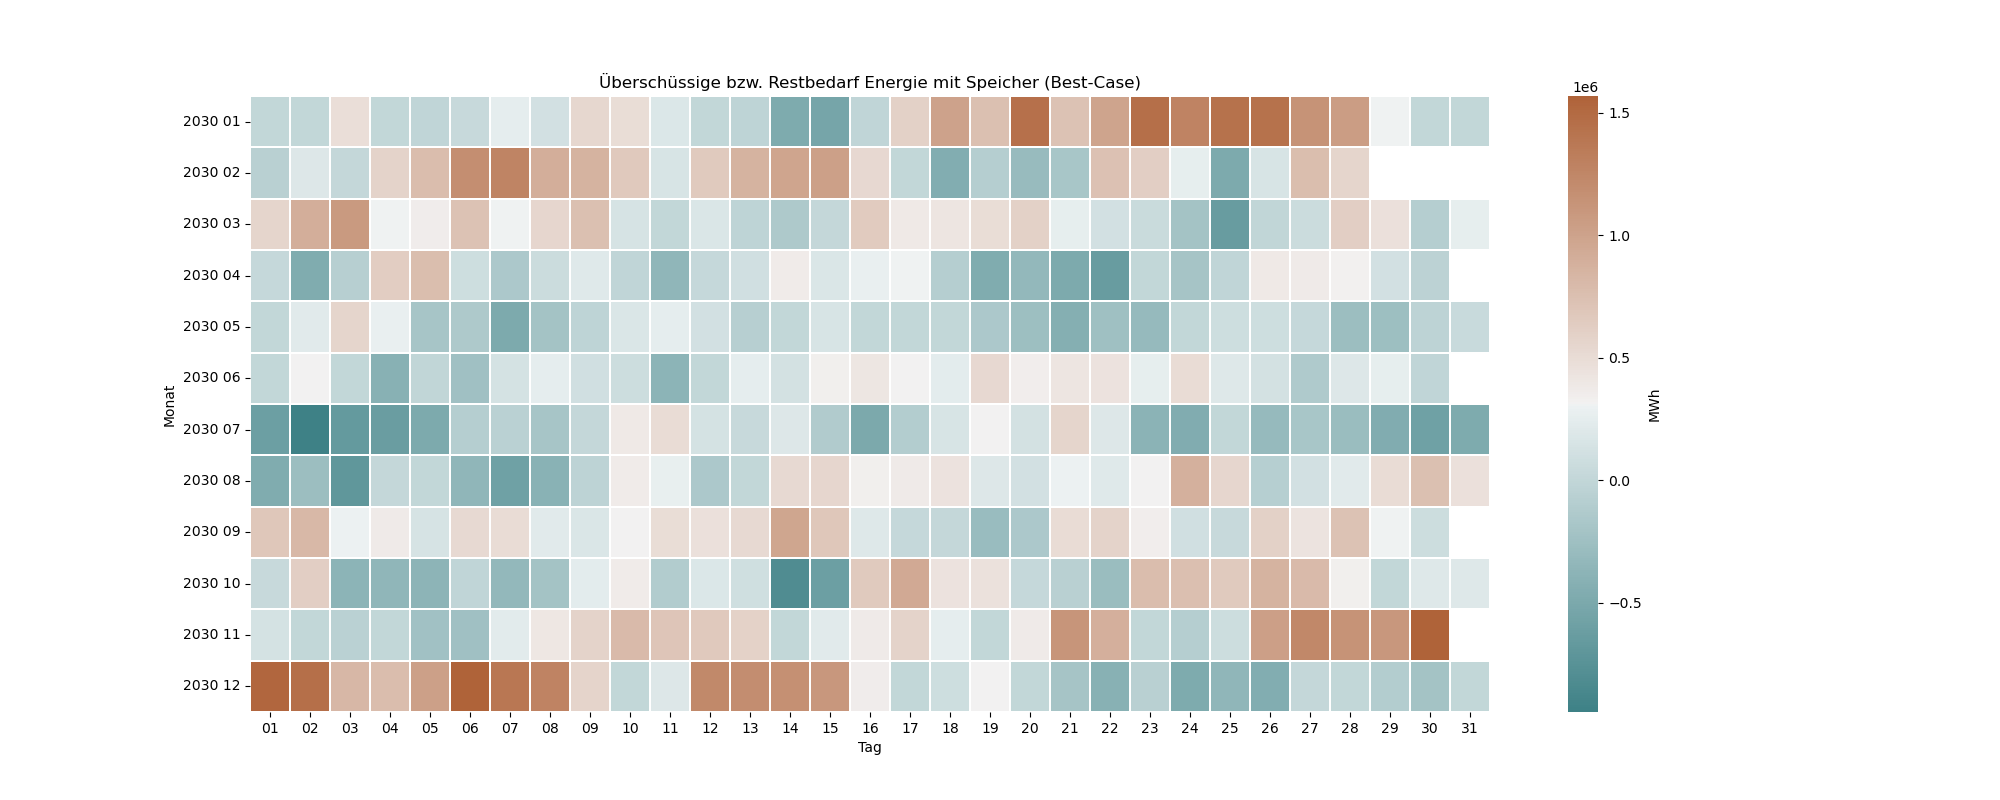 Überschüssige bzw. Restbedarf Energie mit Speicher (Best-Case)
1e6
2030 01
2030 02
2030 03
2030 04
2030 05
2030 06
2030 07
2030 08
2030 09
2030 10
2030 11
2030 12
Monat
01 02 03 04 05 06 07 08 09 10 11 12 13 14 15 16 17 18 19 20 21 22 23 24 25 26 27 28 29 30 31
Tag
1.5
1.0
0.5
0.0
−0.5
MWh